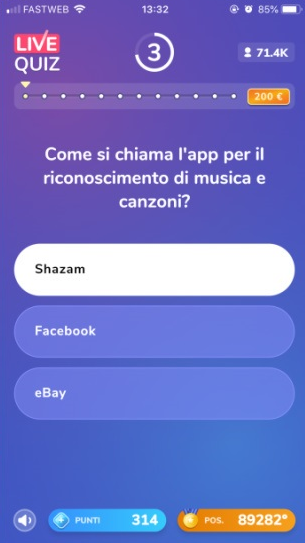 FASTWEB
13:32
85%
LIVE
QUIZ
3
71.4K
200 €
Come si chiama l'app per il
riconoscimento di musica e
canzoni?
Shazam
Facebook
eBay
PUNTI 314
POS. 89282°